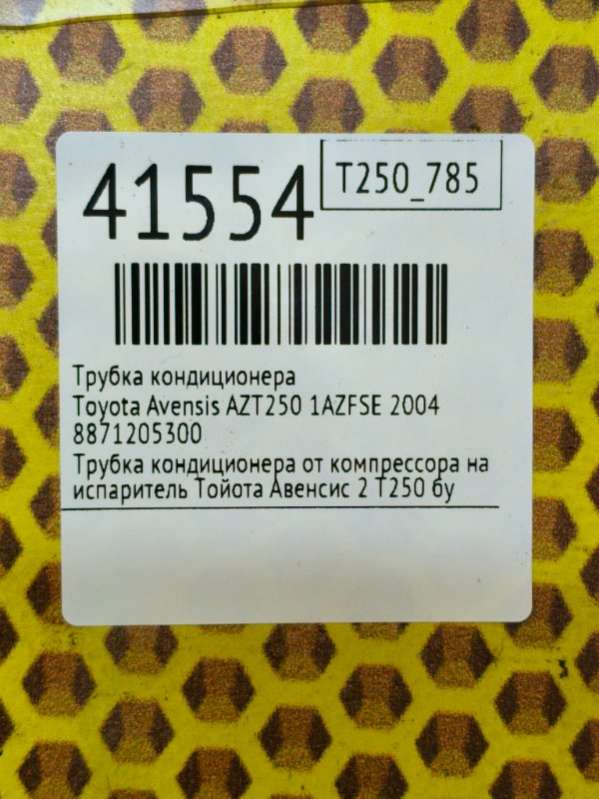 41554
T250_785
Трубка кондиционера
Toyota Avensis AZT250 1AZFSE 2004
8871205300
Трубка кондиционера от компрессора на
испаритель Тойота Авенсис 2 T250 бу